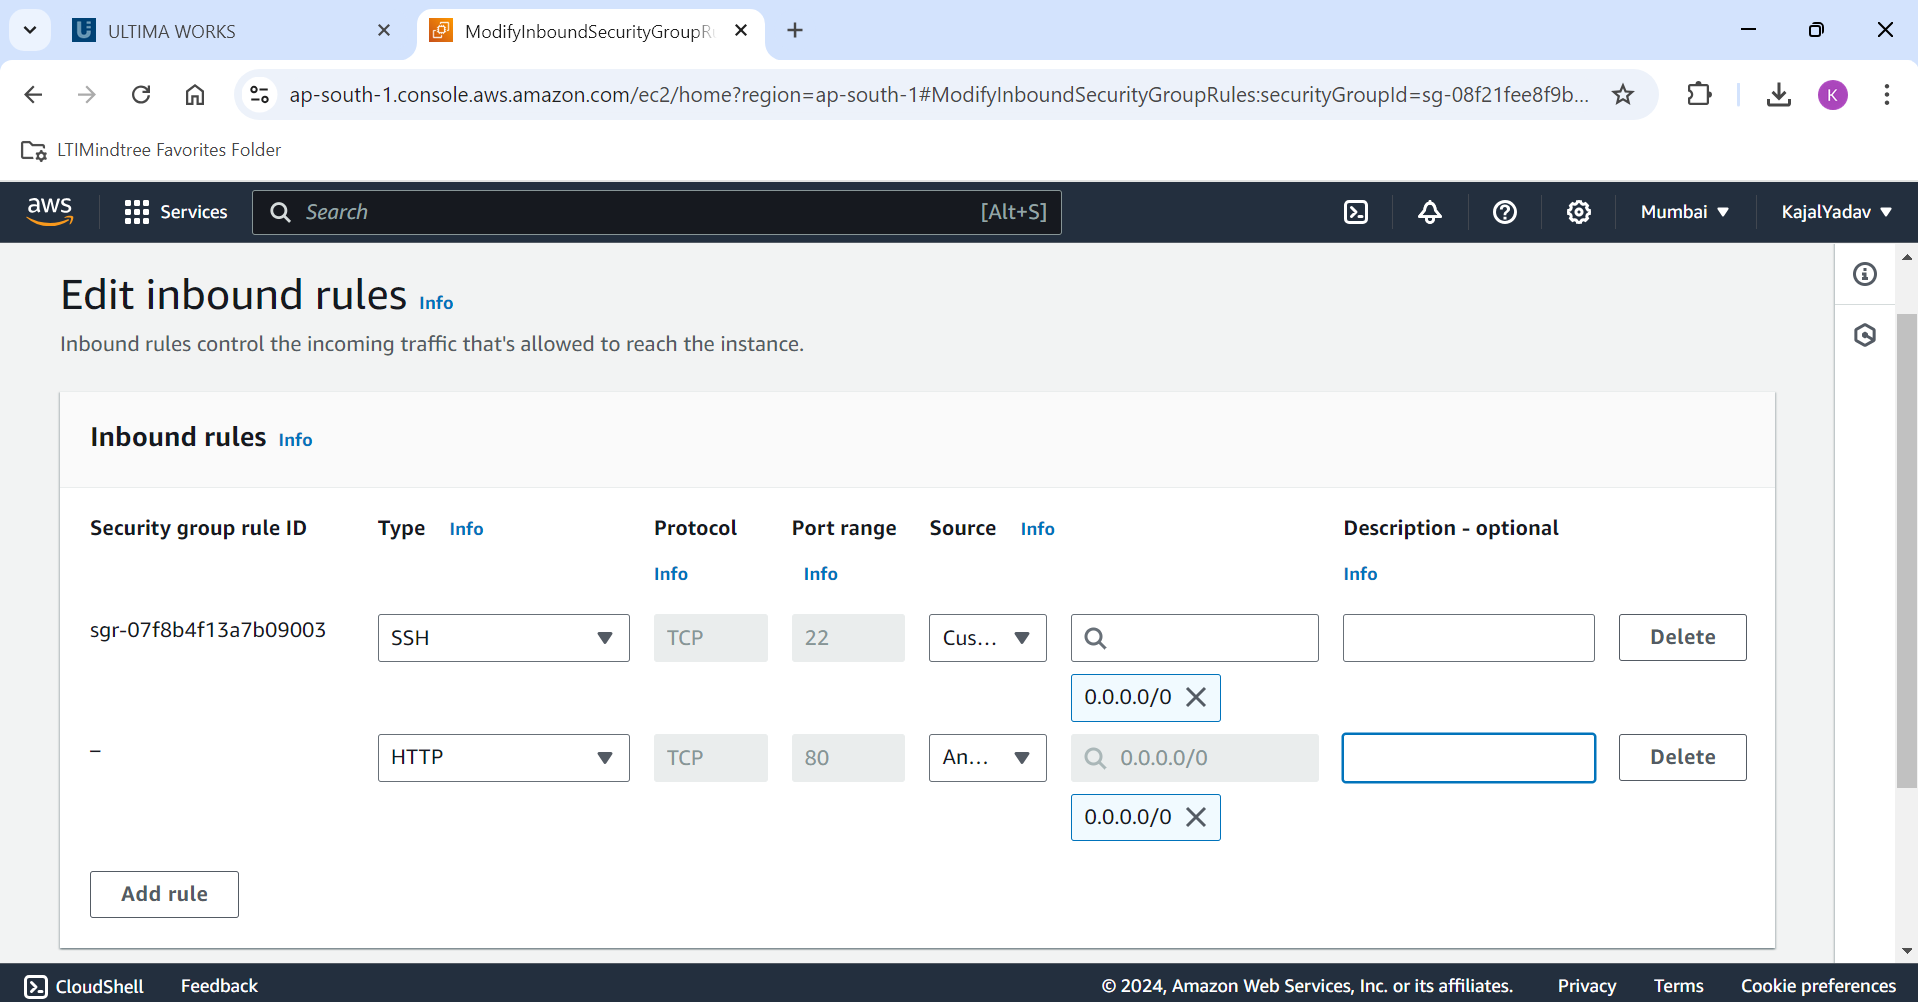 ULTIMA WORKS
ModifyInboundSecurityGroupRu
ap-south-1.console.aws.amazon.com/ec2/home?region=ap-south-1#ModifyInboundSecurityGroupRules:securityGroupId=sg-08f21fee8f9b...
K
LTIMindtree Favorites Folder
aws
Services
Search
[Alt+S]
Mumbai
KajalYadav
Edit inbound rules Info
Inbound rules control the incoming traffic that's allowed to reach the instance.
Inbound rules Info
Security group rule ID
Type Info
Protocol
Info
Port range
Info
Source Info
Description - optional
Info
sgr-07f8b4f13a7b09003
SSH
TCP
22
Cus...
Delete
0.0.0.0/0
–
HTTP
TCP
80
An...
0.0.0.0/0
Delete
0.0.0.0/0
Add rule
CloudShell
Feedback
© 2024, Amazon Web Services, Inc. or its affiliates.
Privacy
Terms
Cookie preferences